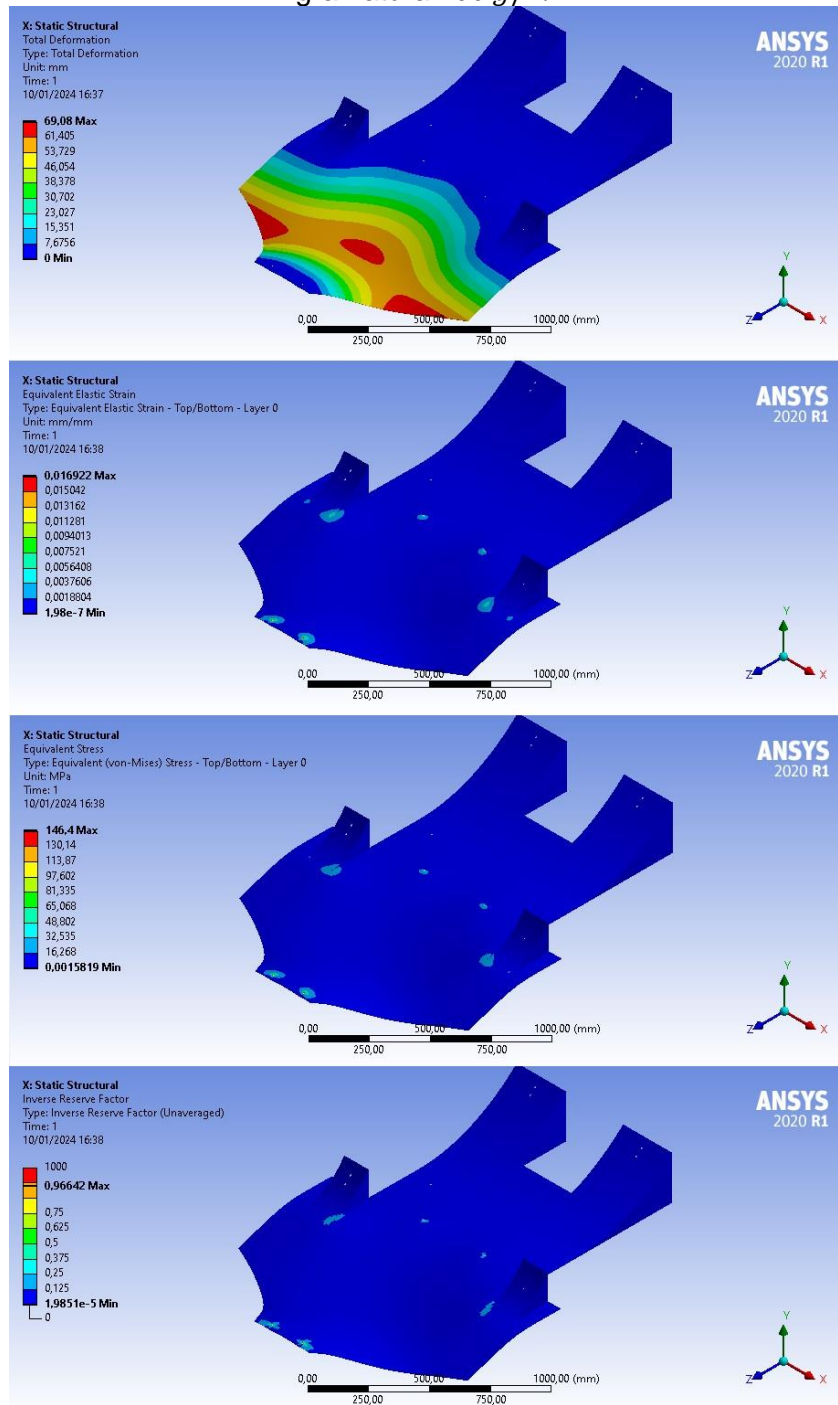 X: Static Structural
Total Deformation
Type: Total Deformation
Unit: mm
Time: 1
10/01/2024 16:37
69,08 Max
61,405
53,729
46,054
38,378
30,702
23,027
15,351
7,6756
0 Min
ANSYS
2020 R1
Y
Z
X
0,00
500,00
1000,00 (mm)
250,00
750,00
X: Static Structural
Equivalent Elastic Strain
Type: Equivalent Elastic Strain - Top/Bottom - Layer 0
Unit: mm/mm
Time: 1
10/01/2024 16:38
0,016922 Max
0,015042
0,013162
0,011281
0,0094013
0,007521
0,0056408
0,0037606
0,0018804
1,98e-7 Min
ANSYS
2020 R1
Y
Z
X
0,00
500,00
1000,00 (mm)
250,00
750,00
X: Static Structural
Equivalent Stress
Type: Equivalent (von-Mises) Stress - Top/Bottom - Layer 0
Unit: MPa
Time: 1
10/01/2024 16:38
146,4 Max
130,14
113,87
97,602
81,335
65,068
48,802
32,535
16,268
0,0015819 Min
ANSYS
2020 R1
Y
Z
X
0,00
500,00
1000,00 (mm)
250,00
750,00
X: Static Structural
Inverse Reserve Factor
Type: Inverse Reserve Factor (Unaveraged)
Time: 1
10/01/2024 16:38
1000
0,96642 Max
0,75
0,625
0,5
0,375
0,25
0,125
1,9851e-5 Min
0
ANSYS
2020 R1
Y
Z
X
0,00
500,00
1000,00 (mm)
250,00
750,00